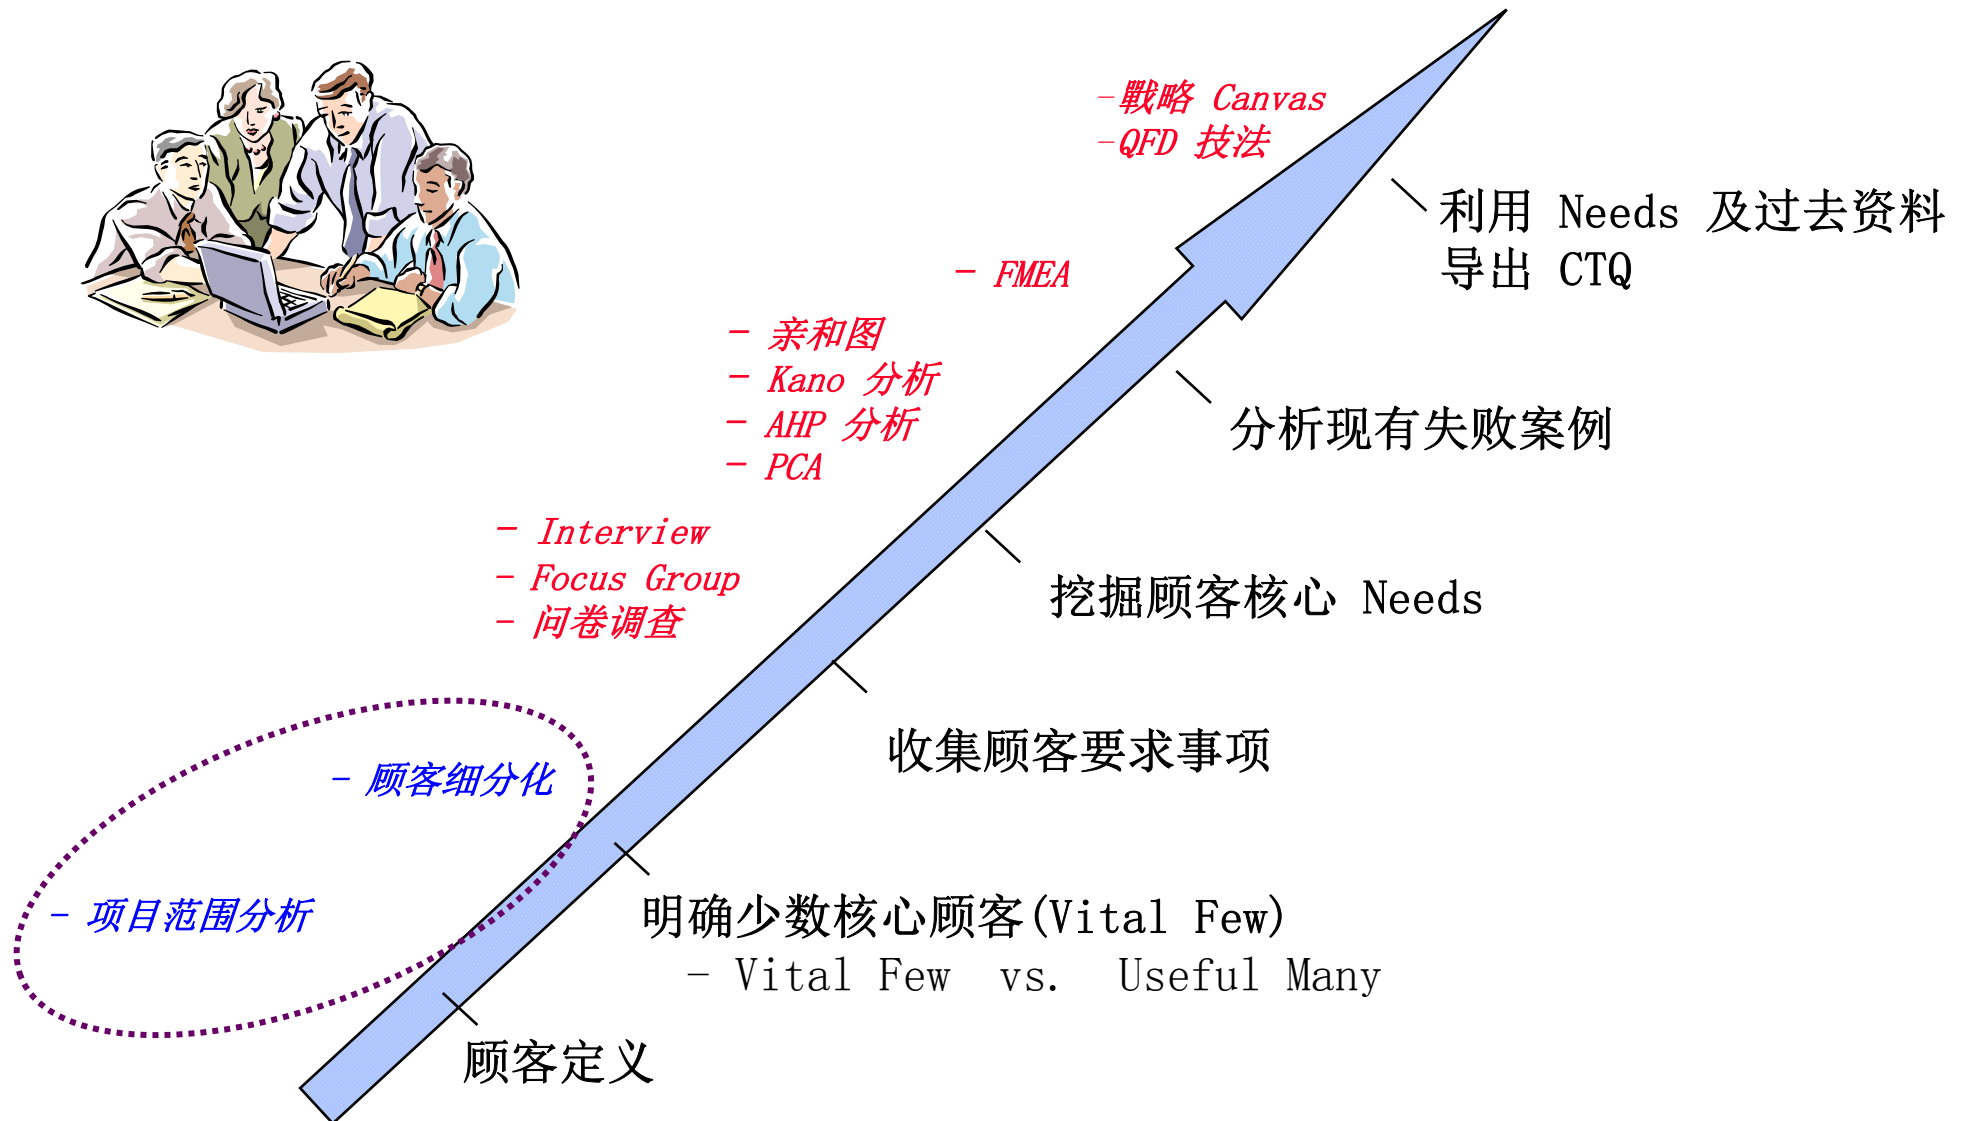 -戰略 Canvas
-QFD 技法
利用 Needs 及过去资料
导出 CTQ
- FMEA
- 亲和图
- Kano 分析
- AHP 分析
- PCA
分析现有失败案例
- Interview
- Focus Group
- 问卷调查
挖掘顾客核心 Needs
收集顾客要求事项
- 顾客细分化
- 项目范围分析
明确少数核心顾客(Vital Few)
- Vital Few vs. Useful Many
顾客定义